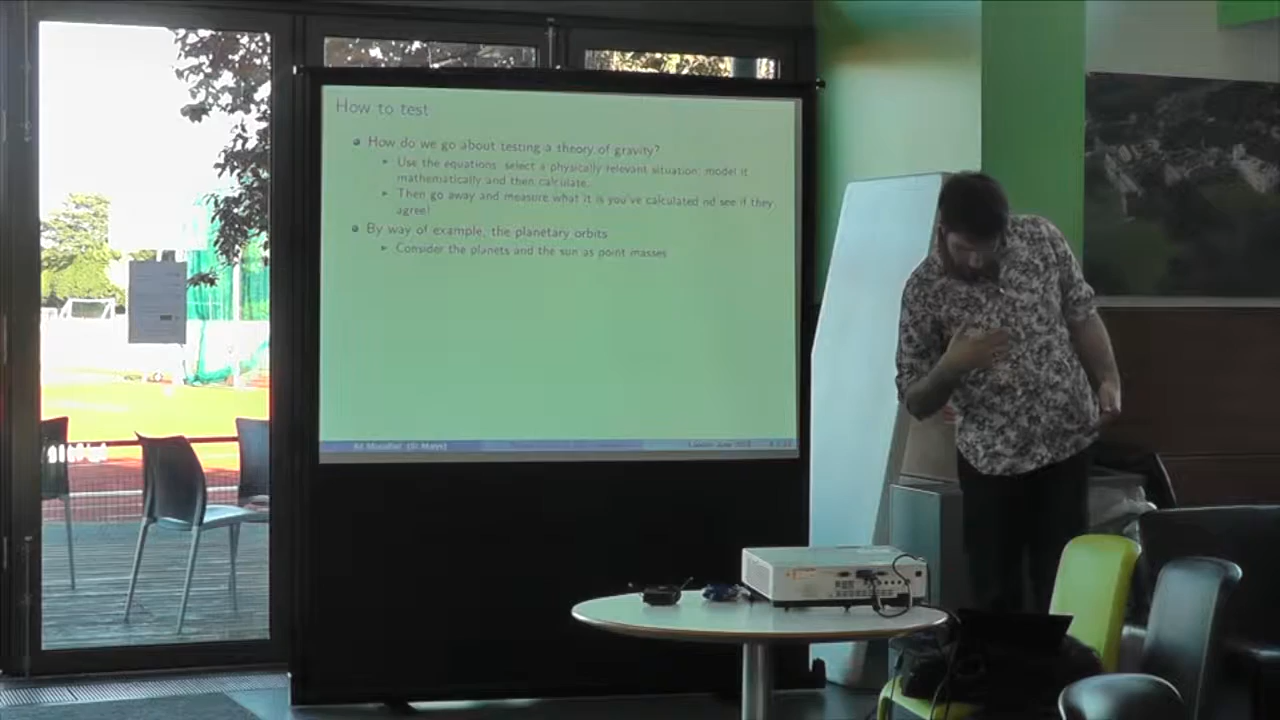 How to test
How do we go about testing a theory of gravity?
Use the equations, select a physically relevant situation, model it
mathematically and then calculate.
Then go away and measure what it is you've calculated nd see if they
agree!
By way of example, the planetary orbits
Consider the planets and the sun as point masses